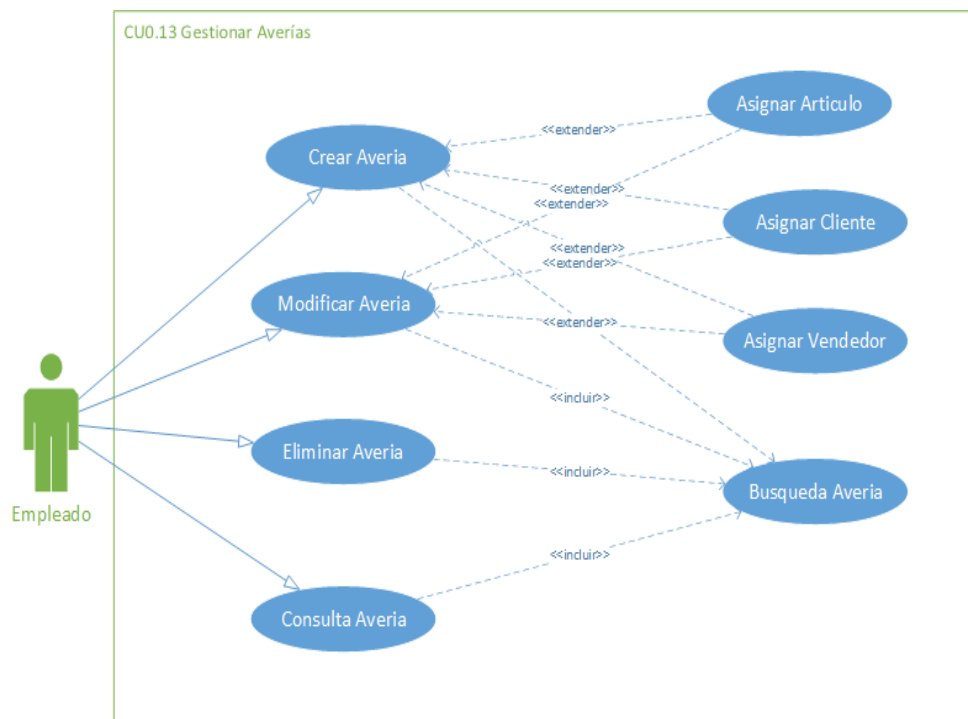 CU0.13 Gestionar Averías
Asignar Articulo
<<extender>>
Crear Averia
<<extender>>
<<extender>>
Asignar Cliente
<<extender>>
<<extender>>
Modificar Averia
<<extender>>
Asignar Vendedor
<<incluir>>
Eliminar Averia
<<incluir>>
Busqueda Averia
Empleado
<<incluir>>
Consulta Averia